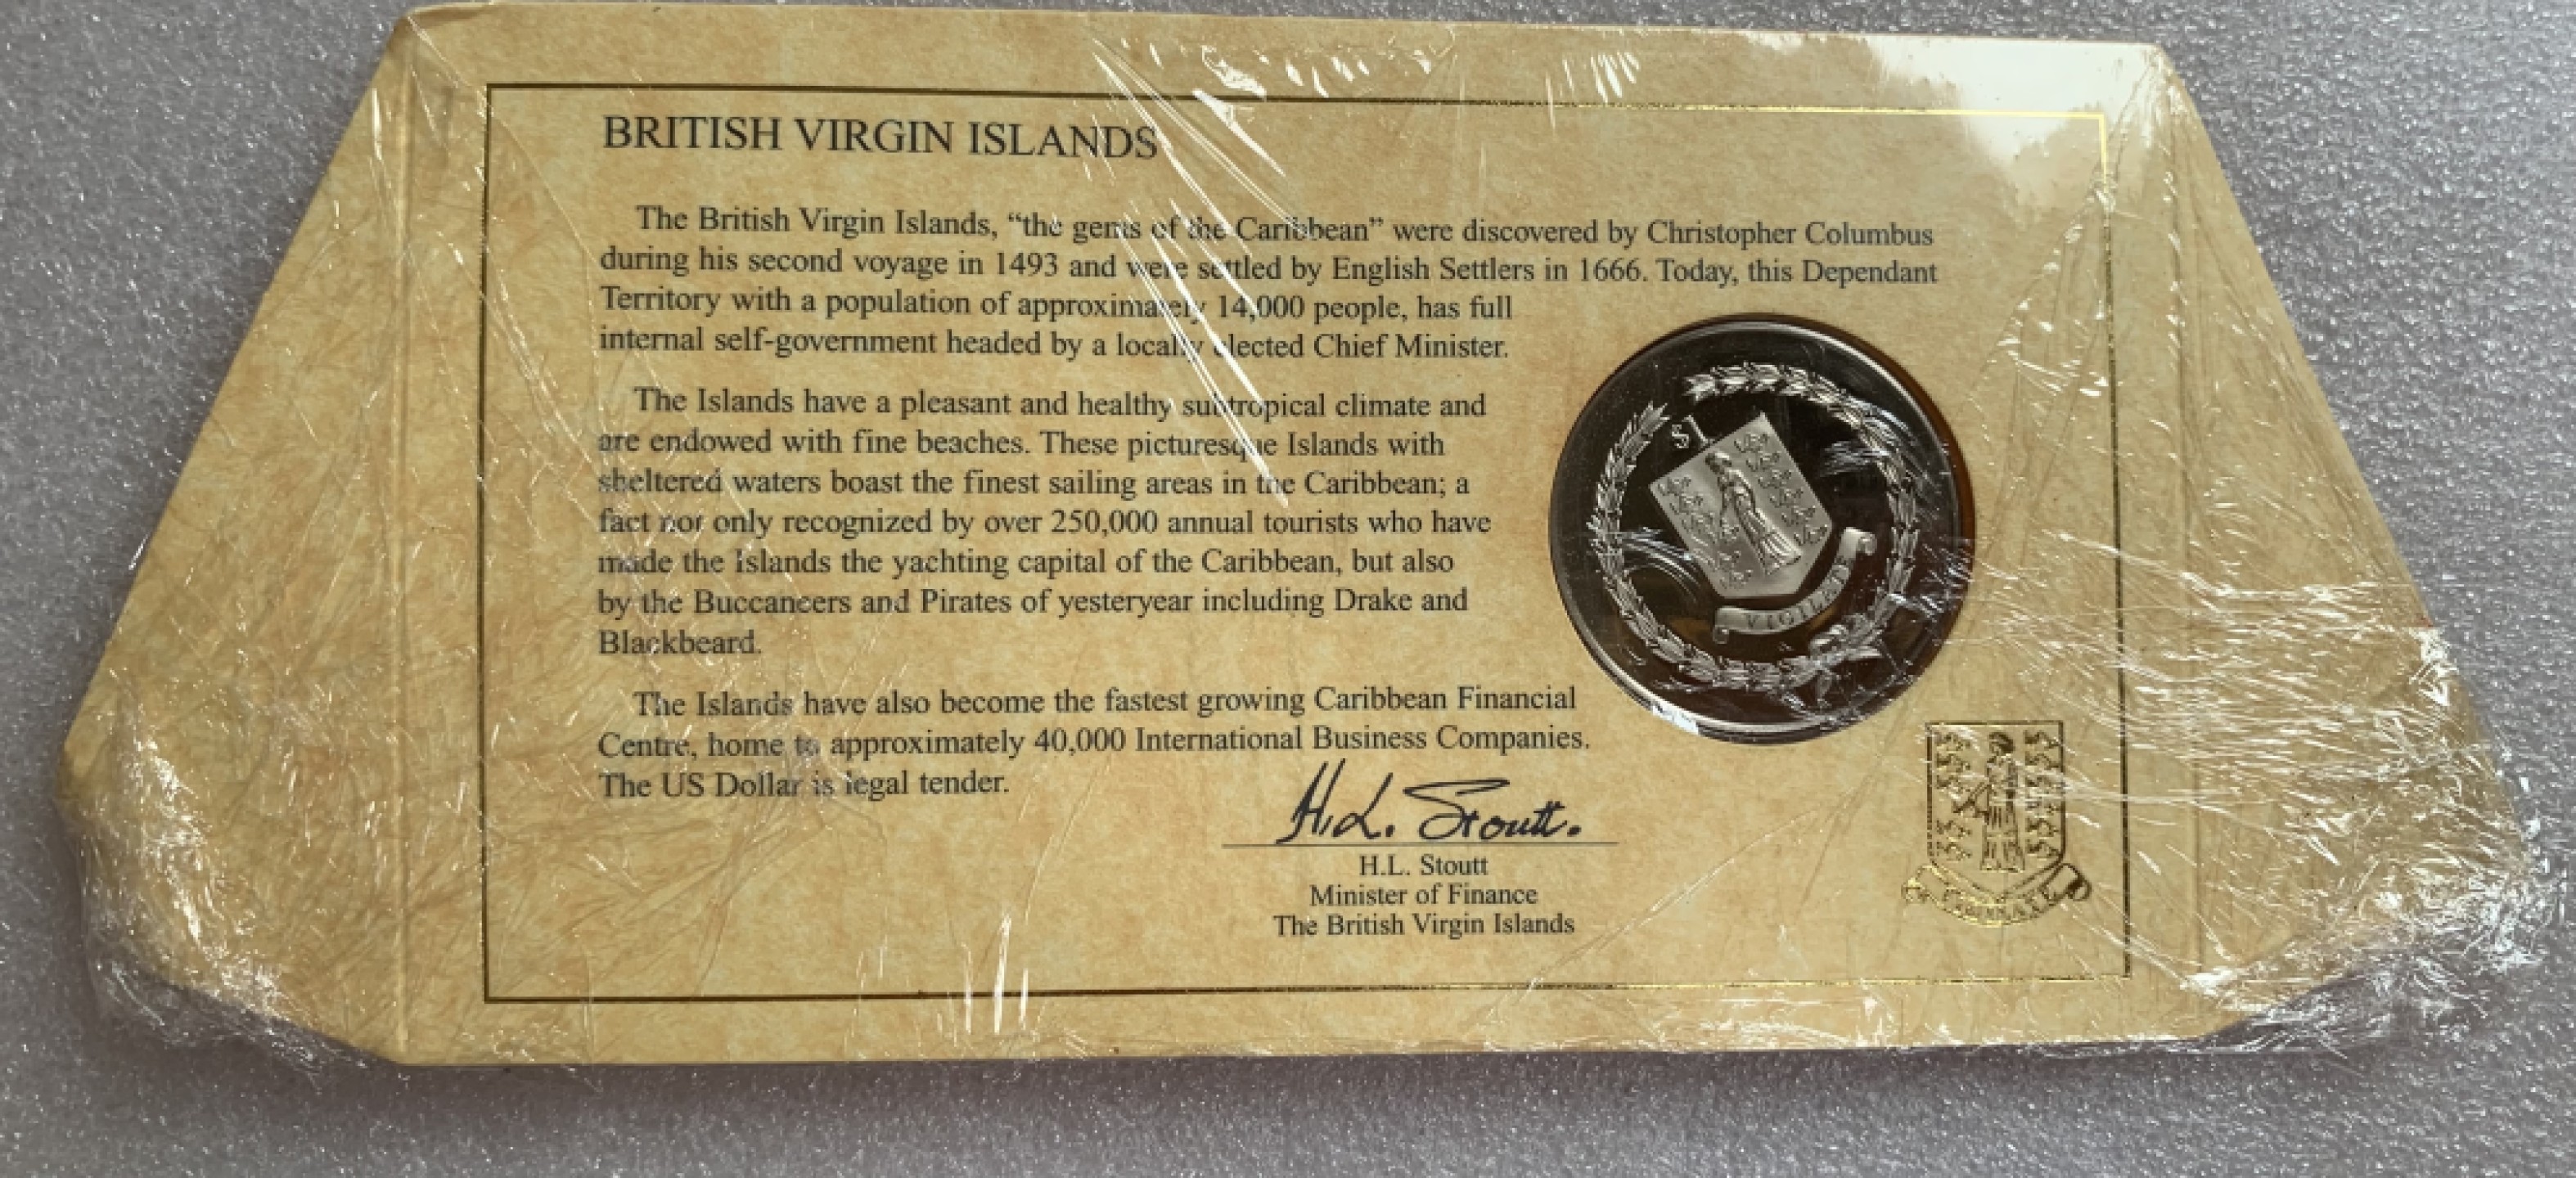 BRITISH VIRGIN ISLANDS
The British Virgin Islands, “the gems of the Caribbean” were discovered by Christopher Columbus
during his second voyage in 1493 and were settled by English Settlers in 1666. Today, this Dependant
Territory with a population of approximately 14,000 people, has full
internal self-government headed by a locally elected Chief Minister.
The Islands have a pleasant and healthy subtropical climate and
are endowed with fine beaches. These picturesque Islands with
sheltered waters boast the finest sailing areas in the Caribbean; a
fact not only recognized by over 250,000 annual tourists who have
made the Islands the yachting capital of the Caribbean, but also
by the Buccaneers and Pirates of yesteryear including Drake and
Blackbeard.
The Islands have also become the fastest growing Caribbean Financial
Centre, home to approximately 40,000 International Business Companies.
The US Dollar is legal tender.
$1
H.L. Stoutt.
H.L. Stoutt
Minister of Finance
The British Virgin Islands